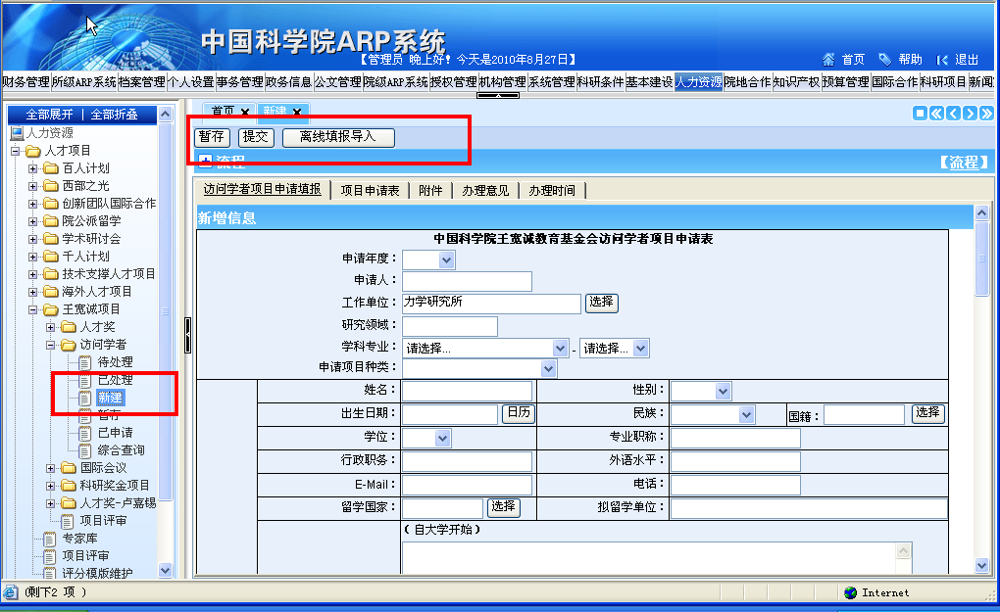 中国科学院ARP系统
【管理员 晚上好! 今天是2010年8月27日】
首页 帮助 退出
财务管理 所级ARP系统 档案管理 个人设置 事务管理 政务信息 公文管理 院级ARP系统 授权管理 机构管理 系统管理 科研条件 基本建设 人力资源 院地合作 知识产权 预算管理 国际合作 科研项目 新闻
全部展开 | 全部折叠
人力资源
人才项目
百人计划
西部之光
创新团队国际合作
院公派留学
学术研讨会
千人计划
技术支撑人才项目
海外人才项目
王宽诚项目
人才奖
访问学者
待处理
已处理
新建
暂存
已申请
综合查询
国际会议
科研奖金项目
人才奖-卢嘉锡
项目评审
专家库
项目评审
评分模版维护
首页 新建
暂存 提交 离线填报导入
流程 【流程】
访问学者项目申请填报 | 项目申请表 | 附件 | 办理意见 | 办理时间 |
新增信息
中国科学院王宽诚教育基金会访问学者项目申请表
申请年度：
申请人：
工作单位：力学研究所 选择
研究领域：
学科专业：请选择... - 请选择...
申请项目种类：
姓名： 性别：
出生日期： 日历 民族： 国籍： 选择
学位： 专业职称：
行政职务： 外语水平：
E-Mail： 电话：
留学国家： 选择 拟留学单位：
（自大学开始）
(剩下2 项 )
Internet